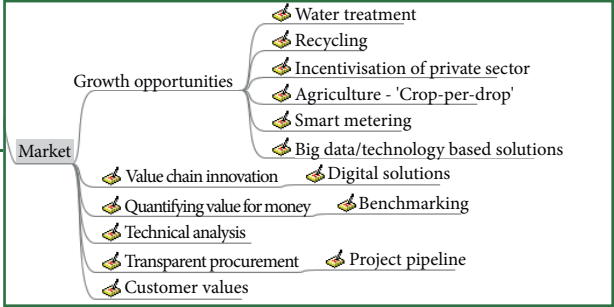 Water treatment
Recycling
Incentivisation of private sector
Growth opportunities
Agriculture - 'Crop-per-drop'
Smart metering
Big data/technology based solutions
Market
Value chain innovation
Digital solutions
Quantifying value for money
Benchmarking
Technical analysis
Transparent procurement
Project pipeline
Customer values